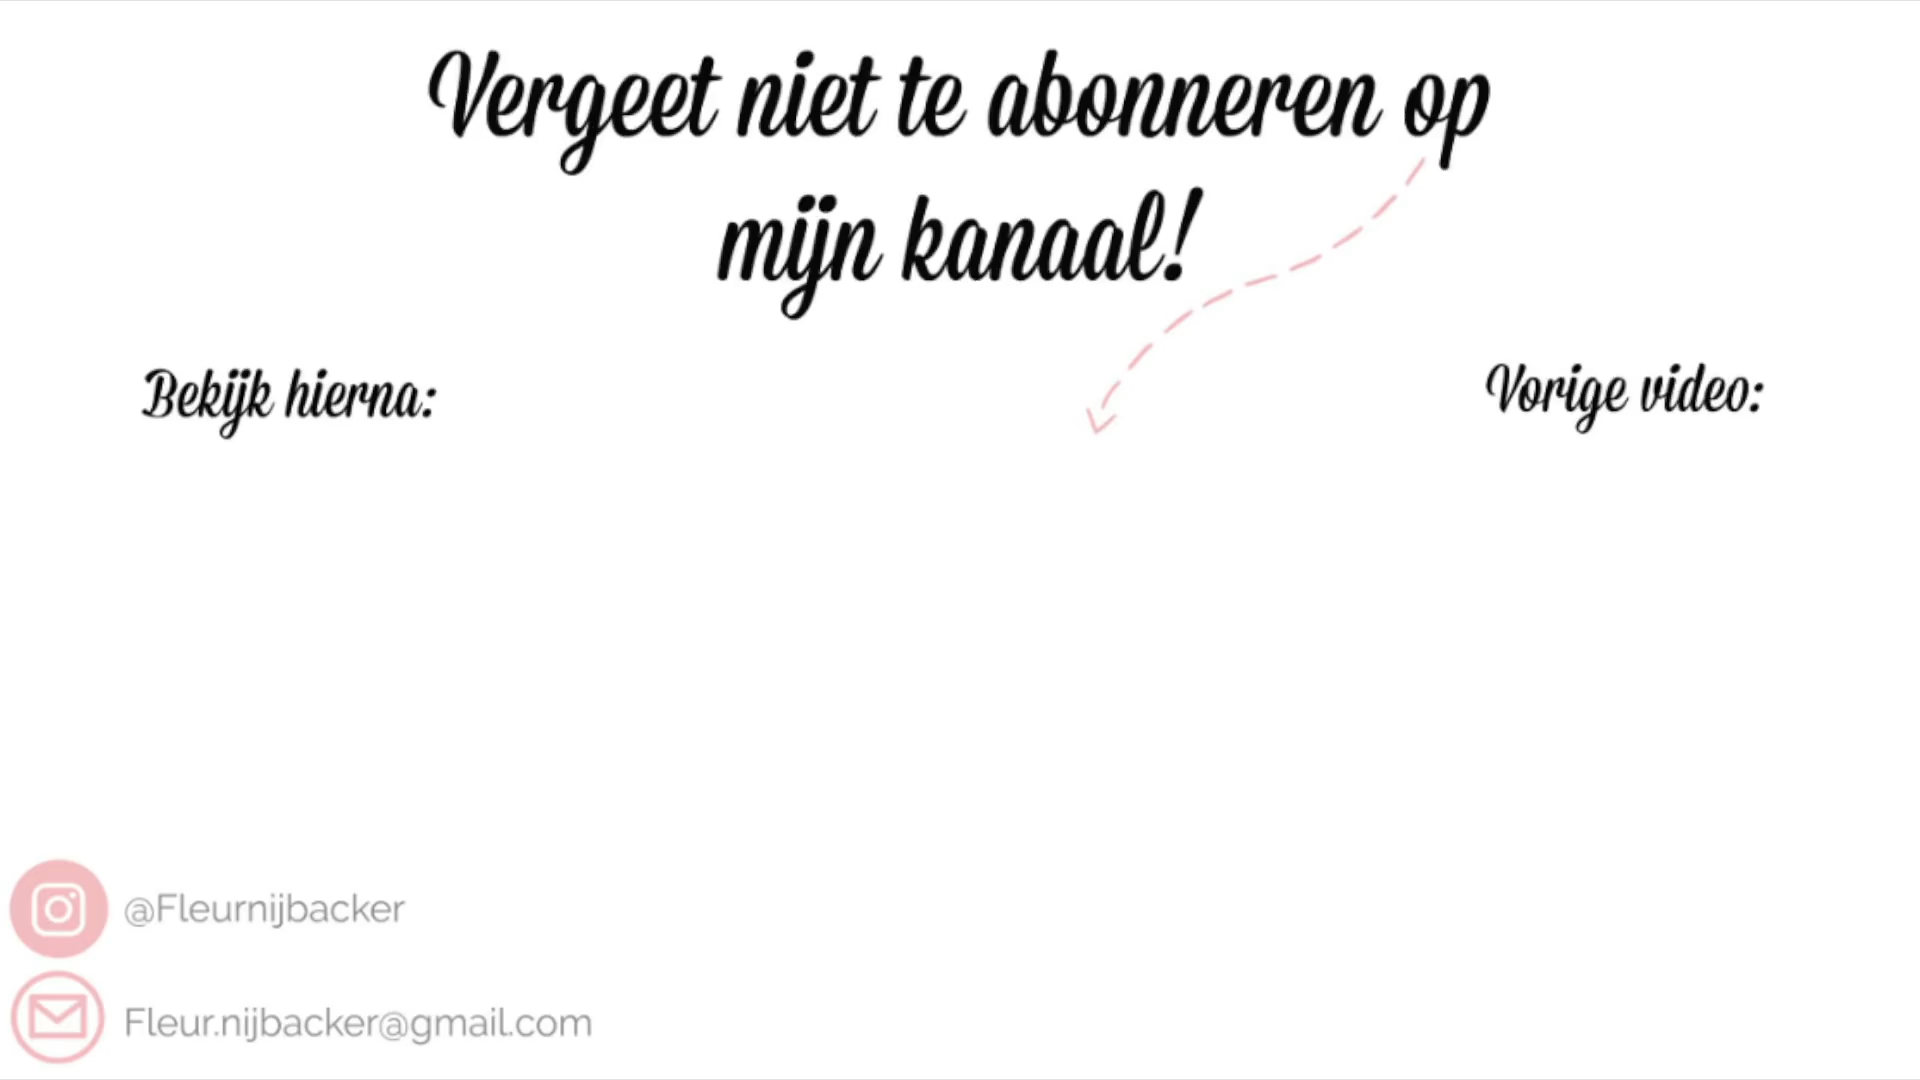 Vergeet niet te abonneren op
mijn kanaal!
Bekijk hierna:
Vorige video:
@Fleurnijbacker
Fleur.nijbacker@gmail.com